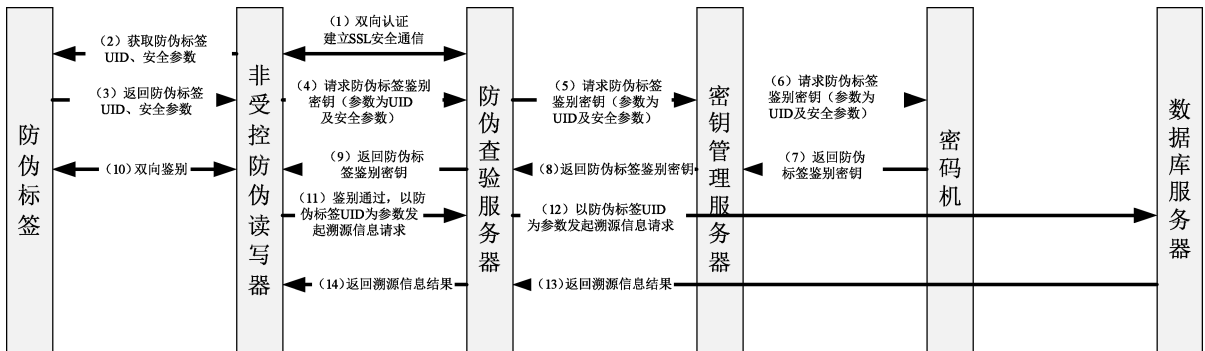 （1）双向认证
建立SSL安全通信
（2）获取防伪标签
UID、安全参数
（3）返回防伪标签
UID、安全参数
（4）请求防伪标签鉴别
密钥（参数为UID
及安全参数）
（5）请求防伪标签
鉴别密钥（参数为
UID及安全参数）
（6）请求防伪标签
鉴别密钥（参数为
UID及安全参数）
（7）返回防伪
标签鉴别密钥
（8）返回防伪标签鉴别密钥
（9）返回防伪标
签鉴别密钥
（10）双向鉴别
（11）鉴别通过，以防
伪标签UID为参数发
起溯源信息请求
（12）以防伪标签UID
为参数发起溯源信息请求
（13）返回溯源信息结果
（14）返回溯源信息结果
防伪标签
非受控防伪读写器
防伪查验服务器
密钥管理服务器
密码机
数据库服务器